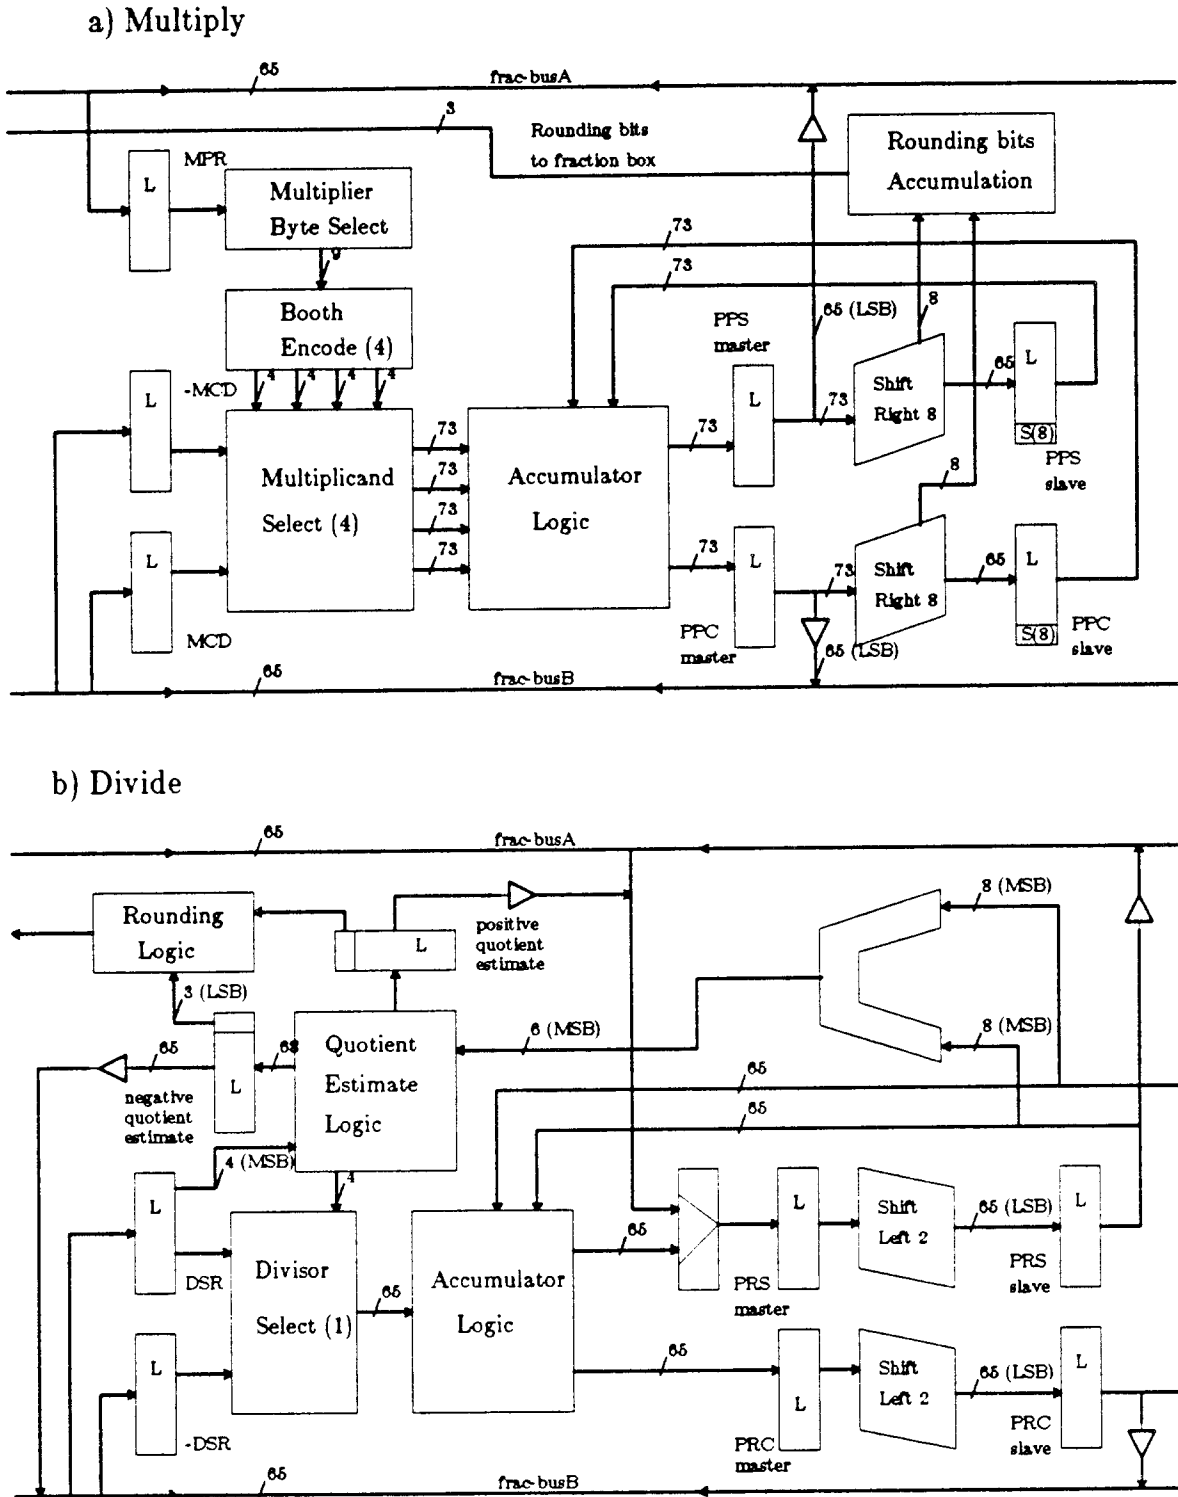 a) Multiply
65
frac-busA
3
Rounding bits
to fraction box
Rounding bits
Accumulation
MPR
L
Multiplier
Byte Select
9
73
73
Booth
Encode (4)
65 (LSB)
8
PPS
master
4
4
4
4
-MCD
L
L
Shift
Right 8
65
L
73
S(8)
PPS
slave
73
73
73
73
73
Multiplicand
Select (4)
Accumulator
Logic
8
L
MCD
73
L
PPC
master
73
Shift
Right 8
65
L
S(8)
PPC
slave
65 (LSB)
65
frac-busB
b) Divide
65
frac-busA
Rounding
Logic
L
positive
quotient
estimate
8 (MSB)
3 (LSB)
8 (MSB)
6 (MSB)
Quotient
Estimate
Logic
65
68
L
negative
quotient
estimate
65
65
4 (MSB)
4
L
DSR
Divisor
Select (1)
65
Accumulator
Logic
65
L
PRS
master
Shift
Left 2
65 (LSB)
PRS
slave
L
L
-DSR
65
L
PRC
master
Shift
Left 2
65 (LSB)
PRC
slave
L
65
frac-busB